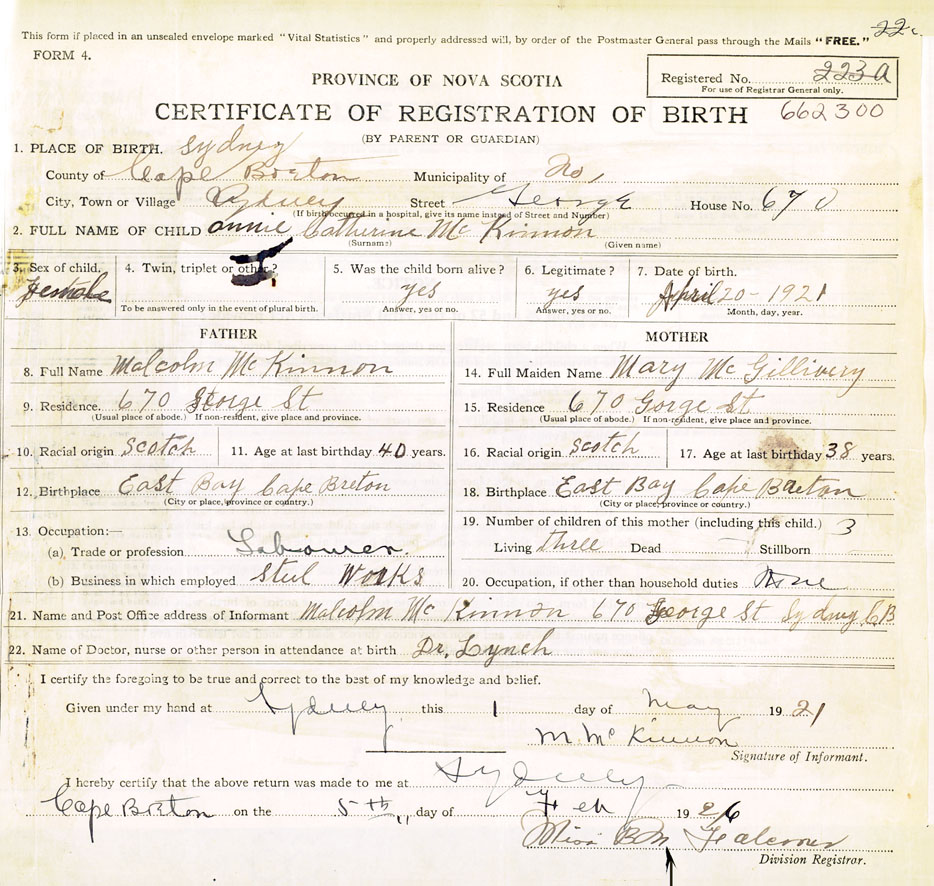 This form if placed in an unsealed envelope marked "Vital Statistics" and properly addressed will, by order of the Postmaster General pass through the Mails "FREE."
FORM 4.
PROVINCE OF NOVA SCOTIA
Registered No. 223A
For use of Registrar General only.
CERTIFICATE OF REGISTRATION OF BIRTH 662300
(BY PARENT OR GUARDIAN)
1. PLACE OF BIRTH. Sydney
County of Cape Breton Municipality of
City, Town or Village Sydney Street George House No. 670
(If birth occurred in a hospital, give its name instead of Street and Number)
2. FULL NAME OF CHILD annie Catherine Mc Kinnon
(Surname) (Given name)
3. Sex of child. 4. Twin, triplet or other? 5. Was the child born alive? 6. Legitimate? 7. Date of birth.
Female yes yes April 20 - 1921
To be answered only in the event of plural birth. Answer, yes or no. Answer, yes or no. Month, day, year.
FATHER MOTHER
8. Full Name Malcolm Mc Kinnon 14. Full Maiden Name Mary Mc Gillivery
9. Residence. 670 George St 15. Residence 670 Gorge St
(Usual place of abode.) If non-resident, give place and province. (Usual place of abode.) If non-resident, give place and province.
10. Racial origin Scotch 11. Age at last birthday 40 years. 16. Racial origin Scotch 17. Age at last birthday 38 years.
12. Birthplace East Bay Cape Breton 18. Birthplace East Bay Cape Breton
(City or place, province or country.) (City or place, province or country.)
13. Occupation:— 19. Number of children of this mother (including this child.) 3
(a) Trade or profession Labourer Living three Dead Stillborn
(b) Business in which employed Steel Works 20. Occupation, if other than household duties None
21. Name and Post Office address of Informant Malcolm Mc Kinnon 670 George St Sydney C.B.
22. Name of Doctor, nurse or other person in attendance at birth Dr. Lynch
I certify the foregoing to be true and correct to the best of my knowledge and belief.
Given under my hand at Sydney this 1 day of May 1921
M. Mc Kinnon
Signature of Informant.
I hereby certify that the above return was made to me at Sydney
Cape Breton on the 5th day of Feb 1926
Miss B M Falconer
Division Registrar.